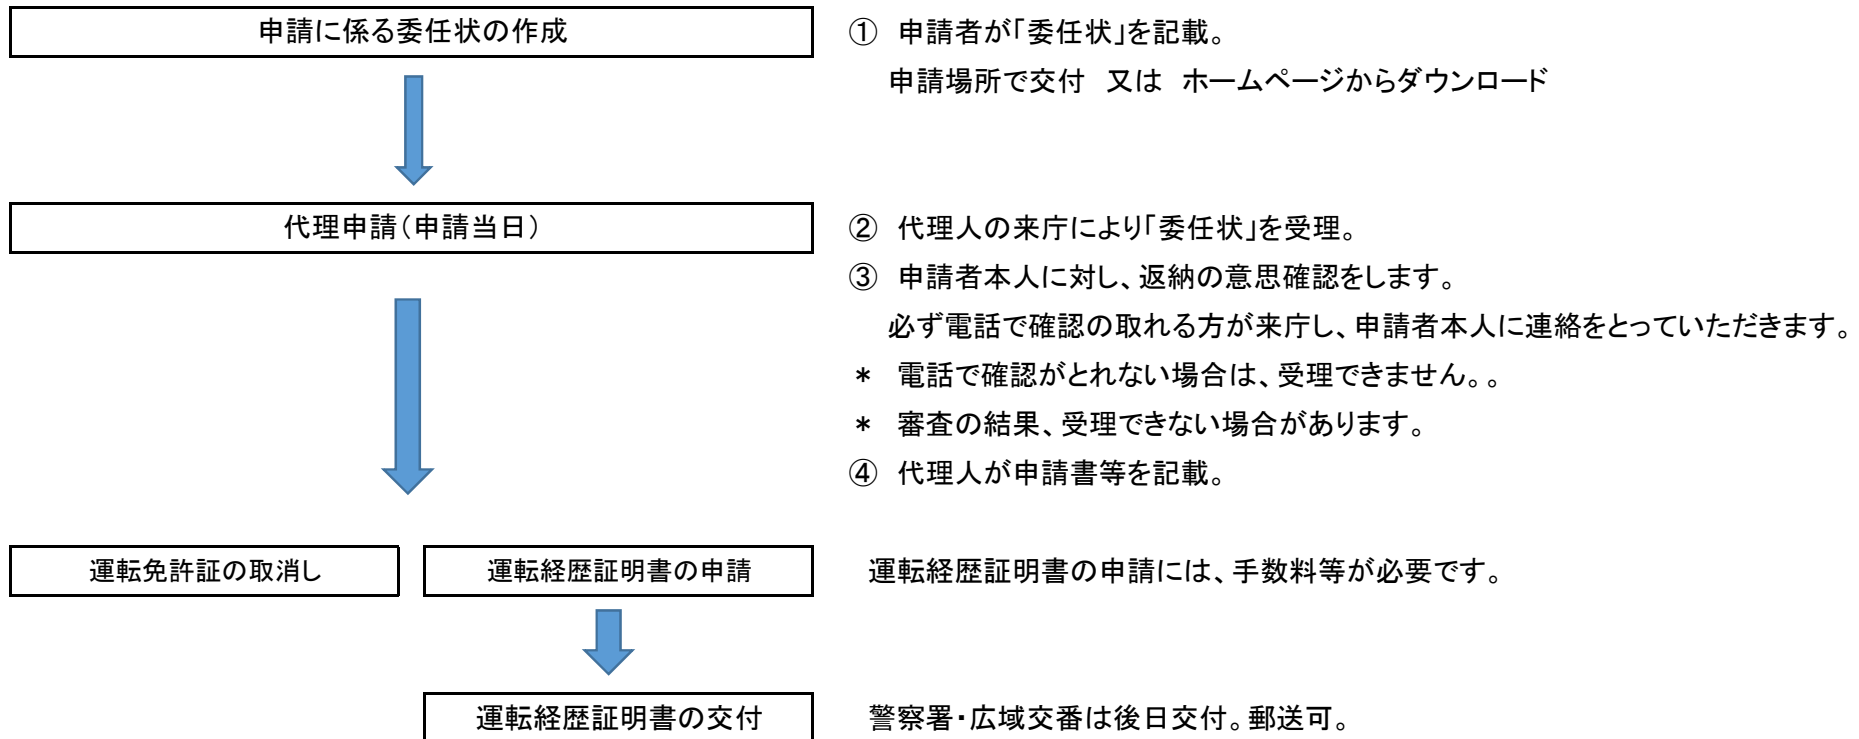 申請に係る委任状の作成
① 申請者が「委任状」を記載。
申請場所で交付 又は ホームページからダウンロード
代理申請(申請当日)
② 代理人の来庁により「委任状」を受理。
③ 申請者本人に対し、返納の意思確認をします。
必ず電話で確認の取れる方が来庁し、申請者本人に連絡をとっていただきます。
* 電話で確認がとれない場合は、受理できません。。
* 審査の結果、受理できない場合があります。
④ 代理人が申請書等を記載。
運転免許証の取消し
運転経歴証明書の申請
運転経歴証明書の申請には、手数料等が必要です。
運転経歴証明書の交付
警察署・広域交番は後日交付。郵送可。